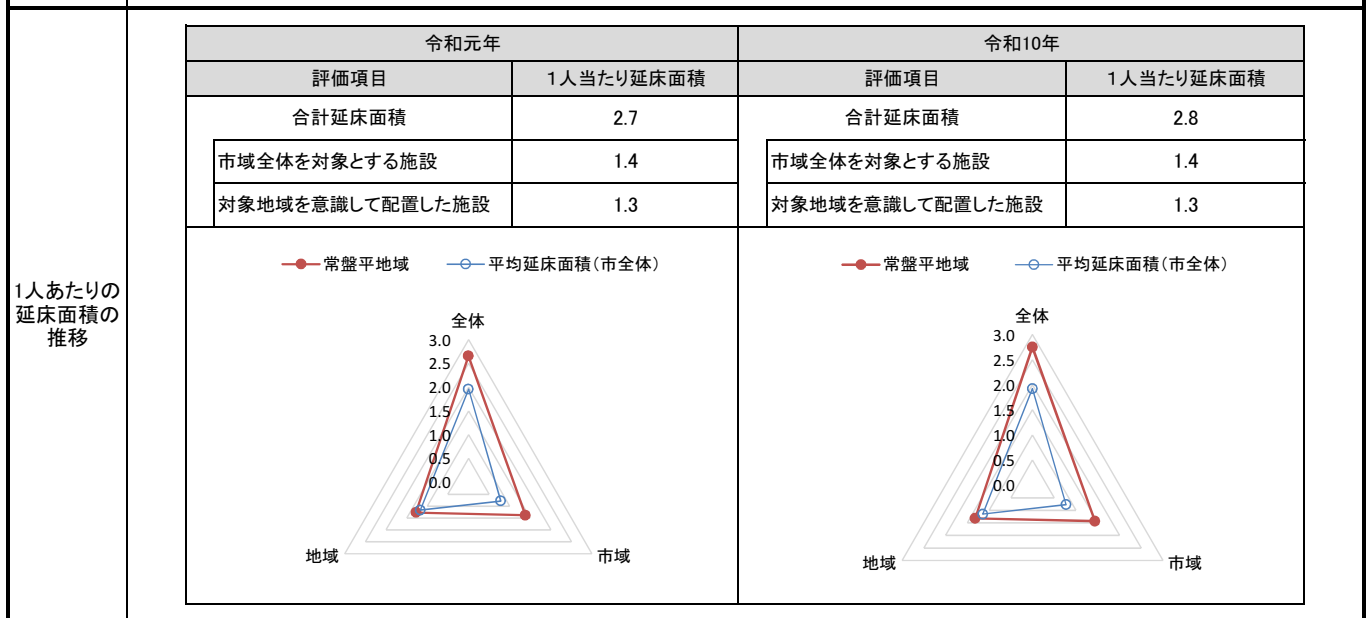 1人あたりの
延床面積の
推移
令和元年
評価項目 1人当たり延床面積
合計延床面積 2.7
市域全体を対象とする施設 1.4
対象地域を意識して配置した施設 1.3
令和10年
評価項目 1人当たり延床面積
合計延床面積 2.8
市域全体を対象とする施設 1.4
対象地域を意識して配置した施設 1.3
常盤平地域 平均延床面積(市全体)
全体
3.0
2.5
2.0
1.5
1.0
0.5
0.0
地域 市域
常盤平地域 平均延床面積(市全体)
全体
3.0
2.5
2.0
1.5
1.0
0.5
0.0
地域 市域